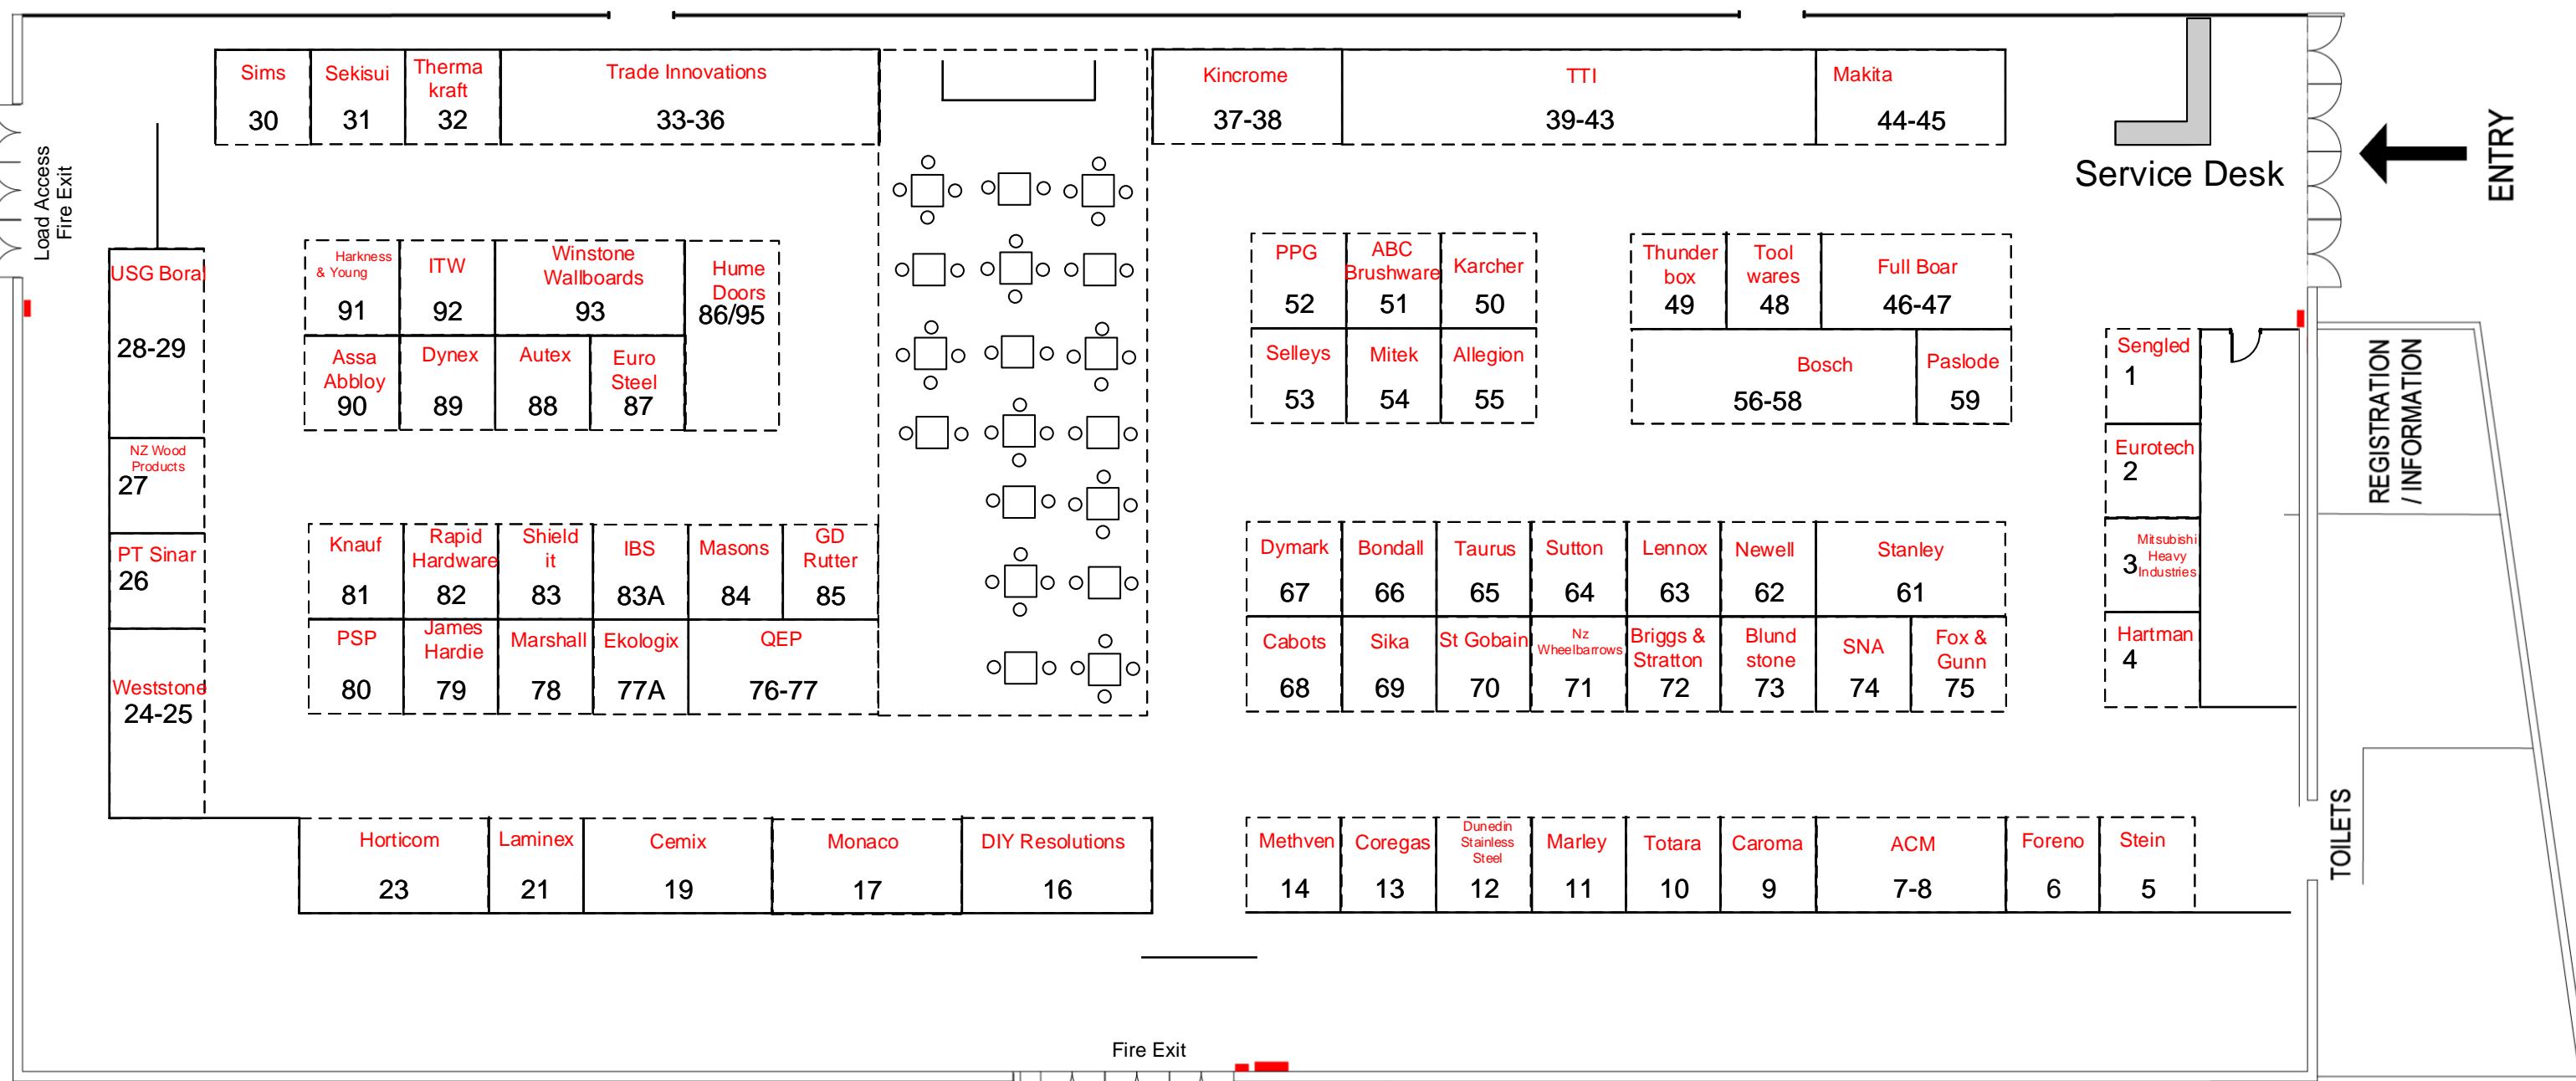 Sims
30
Sekisui
31
Therma
kraft
32
Trade Innovations
33-36
Kincrome
37-38
TTI
39-43
Makita
44-45
Service Desk
ENTRY
Load Access
Fire Exit
USG Boral
28-29
NZ Wood
Products
27
PT Sinar
26
Weststone
24-25
Harkness
& Young
91
ITW
92
Winstone
Wallboards
93
Hume
Doors
86/95
Assa
Abbloy
90
Dynex
89
Autex
88
Euro
Steel
87
PPG
52
ABC
Brushware
51
Karcher
50
Selleys
53
Mitek
54
Allegion
55
Thunder
box
49
Tool
wares
48
Full Boar
46-47
Bosch
56-58
Paslode
59
Sengled
1
Eurotech
2
Mitsubishi
Heavy
Industries
3
Hartman
4
REGISTRATION
/ INFORMATION
Knauf
81
Rapid
Hardware
82
Shield
it
83
IBS
83A
Masons
84
GD
Rutter
85
PSP
80
James
Hardie
79
Marshall
78
Ekologix
77A
QEP
76-77
Dymark
67
Bondall
66
Taurus
65
Sutton
64
Lennox
63
Newell
62
Stanley
61
Cabots
68
Sika
69
St Gobain
70
Nz
Wheelbarrows
71
Briggs &
Stratton
72
Blund
stone
73
SNA
74
Fox &
Gunn
75
Horticom
23
Laminex
21
Cemix
19
Monaco
17
DIY Resolutions
16
Methven
14
Coregas
13
Dunedin
Stainless
Steel
12
Marley
11
Totara
10
Caroma
9
ACM
7-8
Foreno
6
Stein
5
TOILETS
Fire Exit